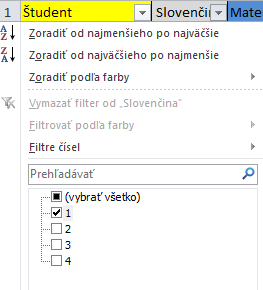 1 Študent Slovenčina Mate
Zoradiť od najmenšieho po najväčšie
Zoradiť od najväčšieho po najmenšie
Zoradiť podľa farby
Vymazať filter od „Slovenčina“
Filtrovať podľa farby
Filtre čísel
Prehľadávať
(vybrať všetko)
1
2
3
4